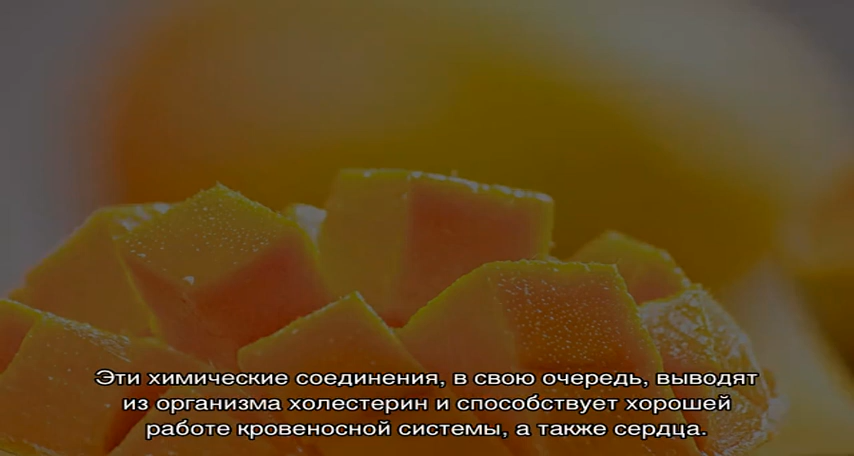 Эти химические соединения, в свою очередь, выводят
из организма холестерин и способствует хорошей
работе кровеносной системы, а также сердца.